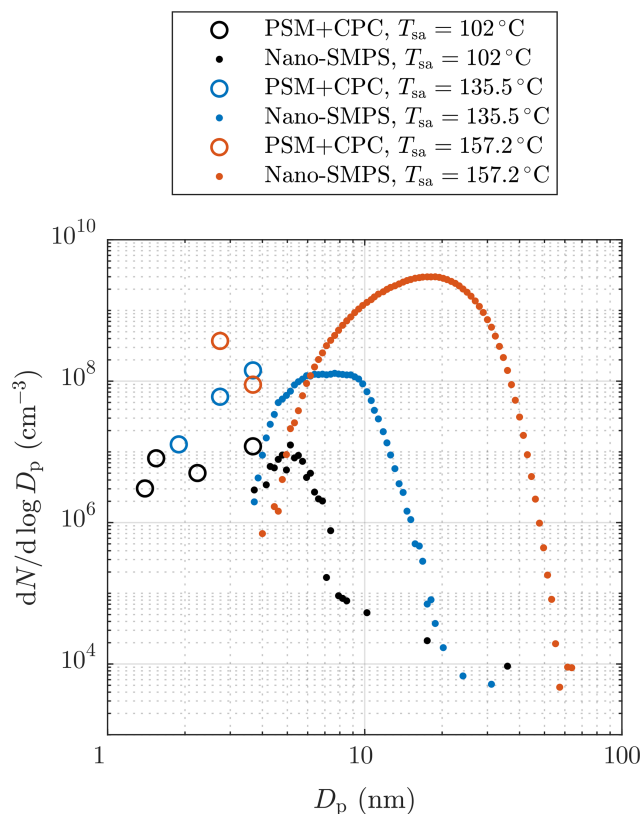 PSM+CPC, T_sa = 102 °C
Nano-SMPS, T_sa = 102 °C
PSM+CPC, T_sa = 135.5 °C
Nano-SMPS, T_sa = 135.5 °C
PSM+CPC, T_sa = 157.2 °C
Nano-SMPS, T_sa = 157.2 °C
10^10
10^8
10^6
10^4
dN/d log D_p (cm^−3)
1 10 100
D_p (nm)